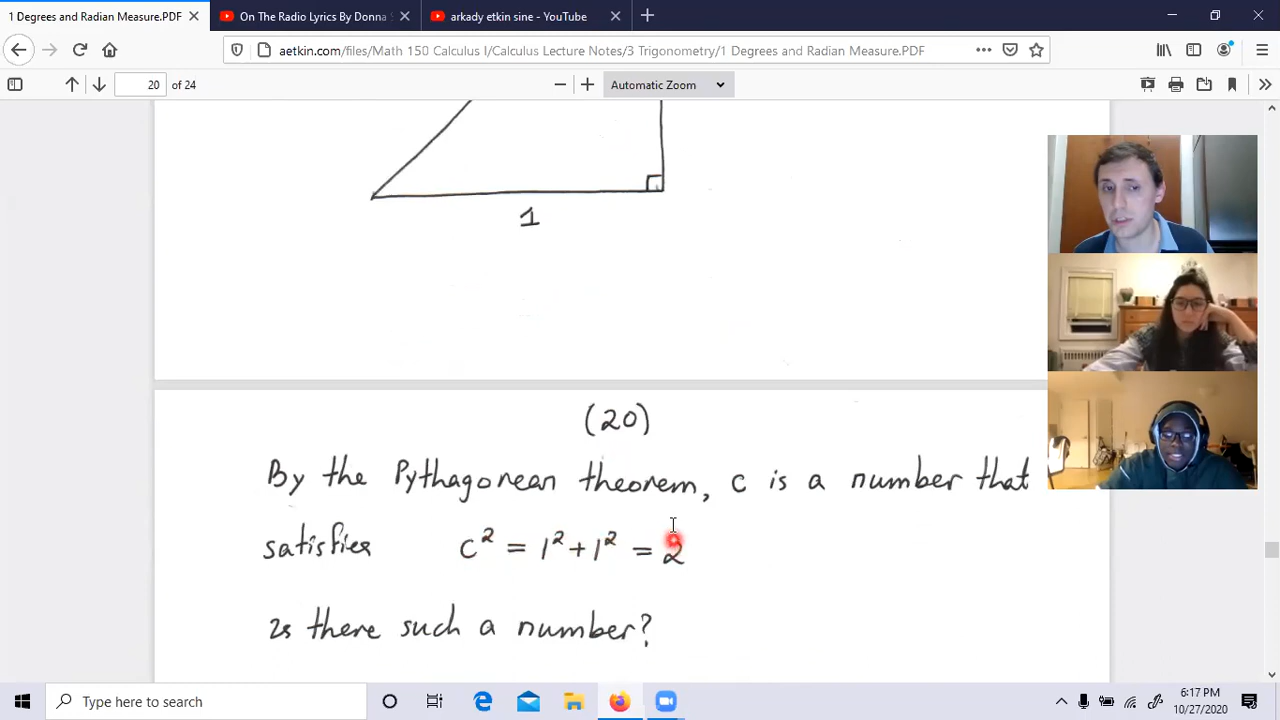 1 Degrees and Radian Measure.PDF
On The Radio Lyrics By Donna
arkady etkin sine - YouTube
aetkin.com/files/Math 150 Calculus I/Calculus Lecture Notes/3 Trigonometry/1 Degrees and Radian Measure.PDF
20 of 24
Automatic Zoom
1
(20)
By the Pythagorean theorem, c is a number that
satisfies c² = 1² + 1² = 2
Is there such a number?
Type here to search
6:17 PM
10/27/2020